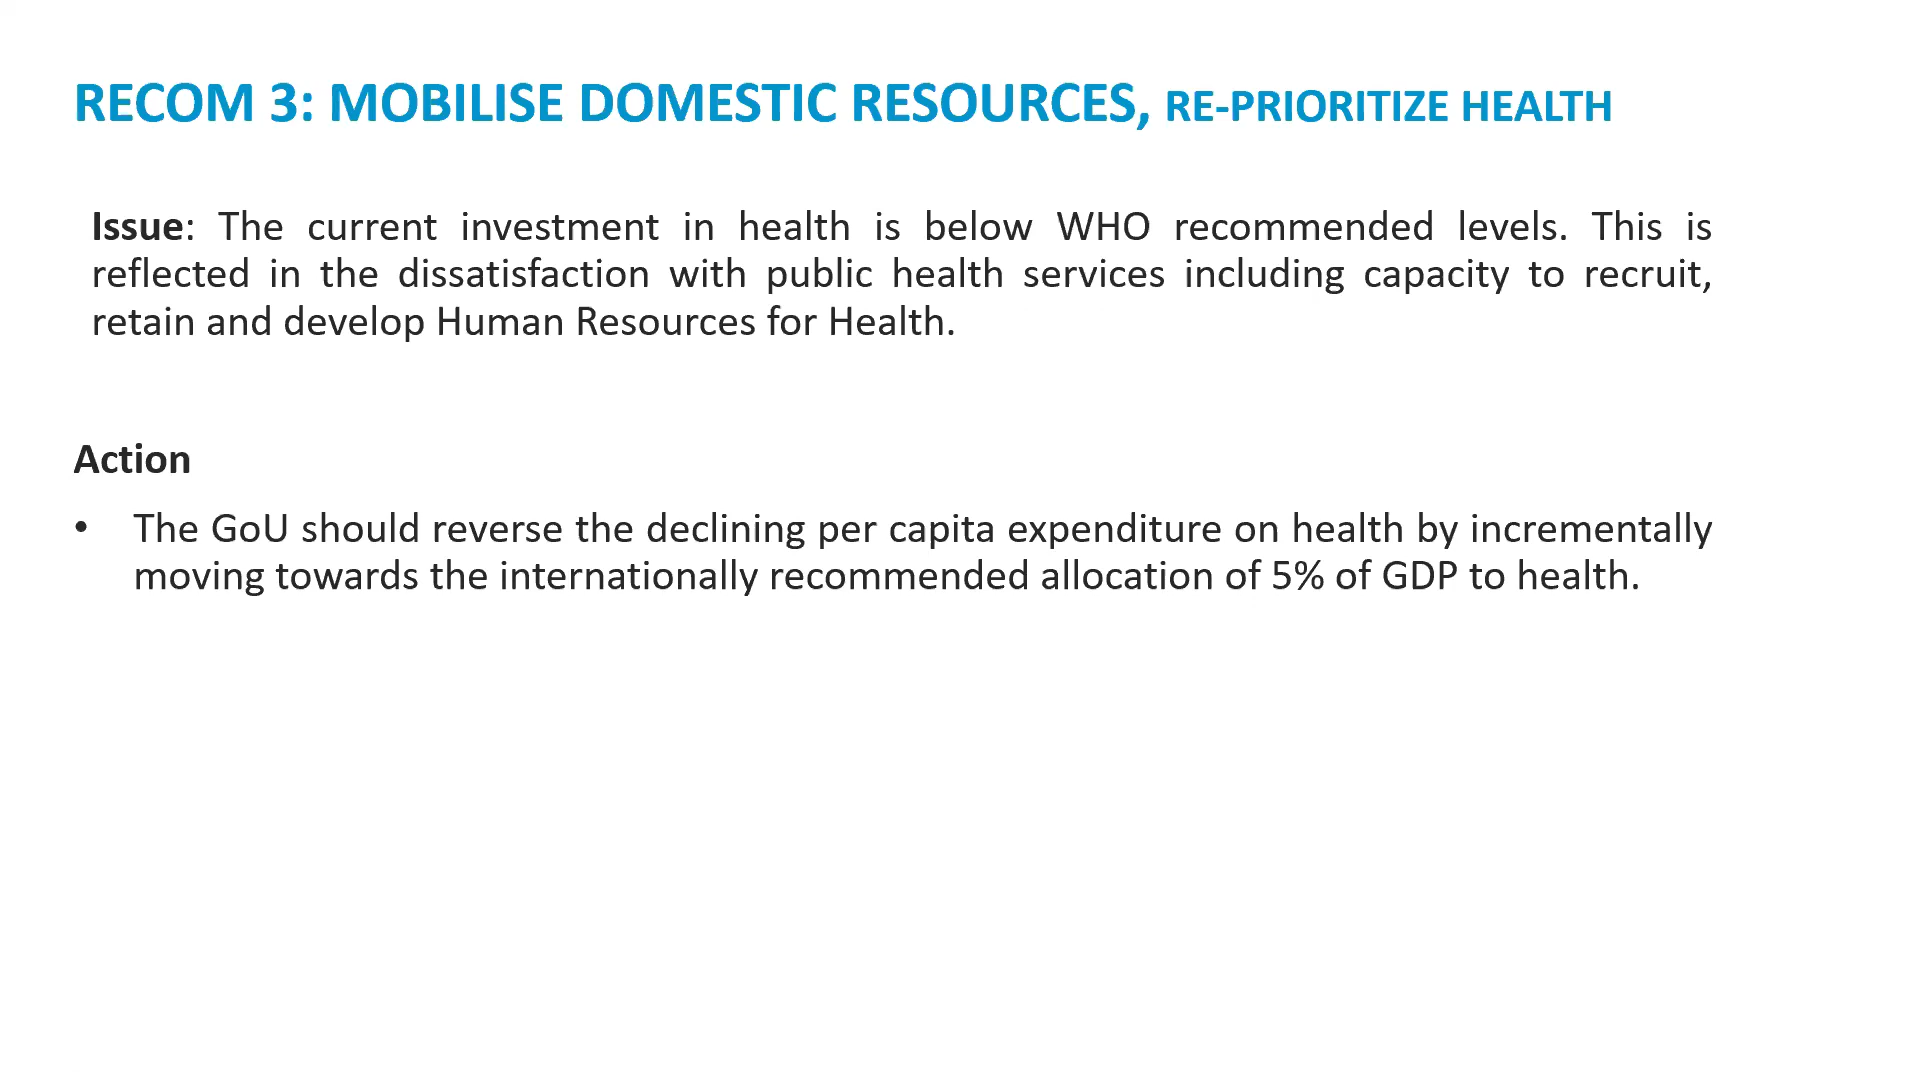 RECOM 3: MOBILISE DOMESTIC RESOURCES, RE-PRIORITIZE HEALTH
Issue: The current investment in health is below WHO recommended levels. This is
reflected in the dissatisfaction with public health services including capacity to recruit,
retain and develop Human Resources for Health.
Action
• The GoU should reverse the declining per capita expenditure on health by incrementally
moving towards the internationally recommended allocation of 5% of GDP to health.